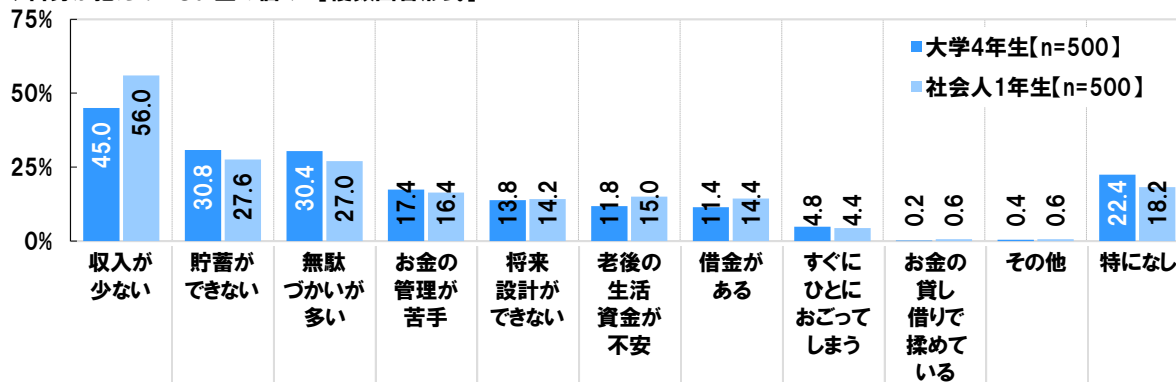 75%
50%
25%
0%
■大学4年生【n=500】
■社会人1年生【n=500】
45.0
56.0
30.8
27.6
30.4
27.0
17.4
16.4
13.8
14.2
11.8
15.0
11.4
14.4
4.8
4.4
0.2
0.6
0.4
0.6
22.4
18.2
収入が
少ない
貯蓄が
できない
無駄
づかいが
多い
お金の
管理が
苦手
将来
設計が
できない
老後の
生活
資金が
不安
借金が
ある
すぐに
ひとに
おごって
しまう
お金の
貸し
借りで
揉めて
いる
その他
特になし